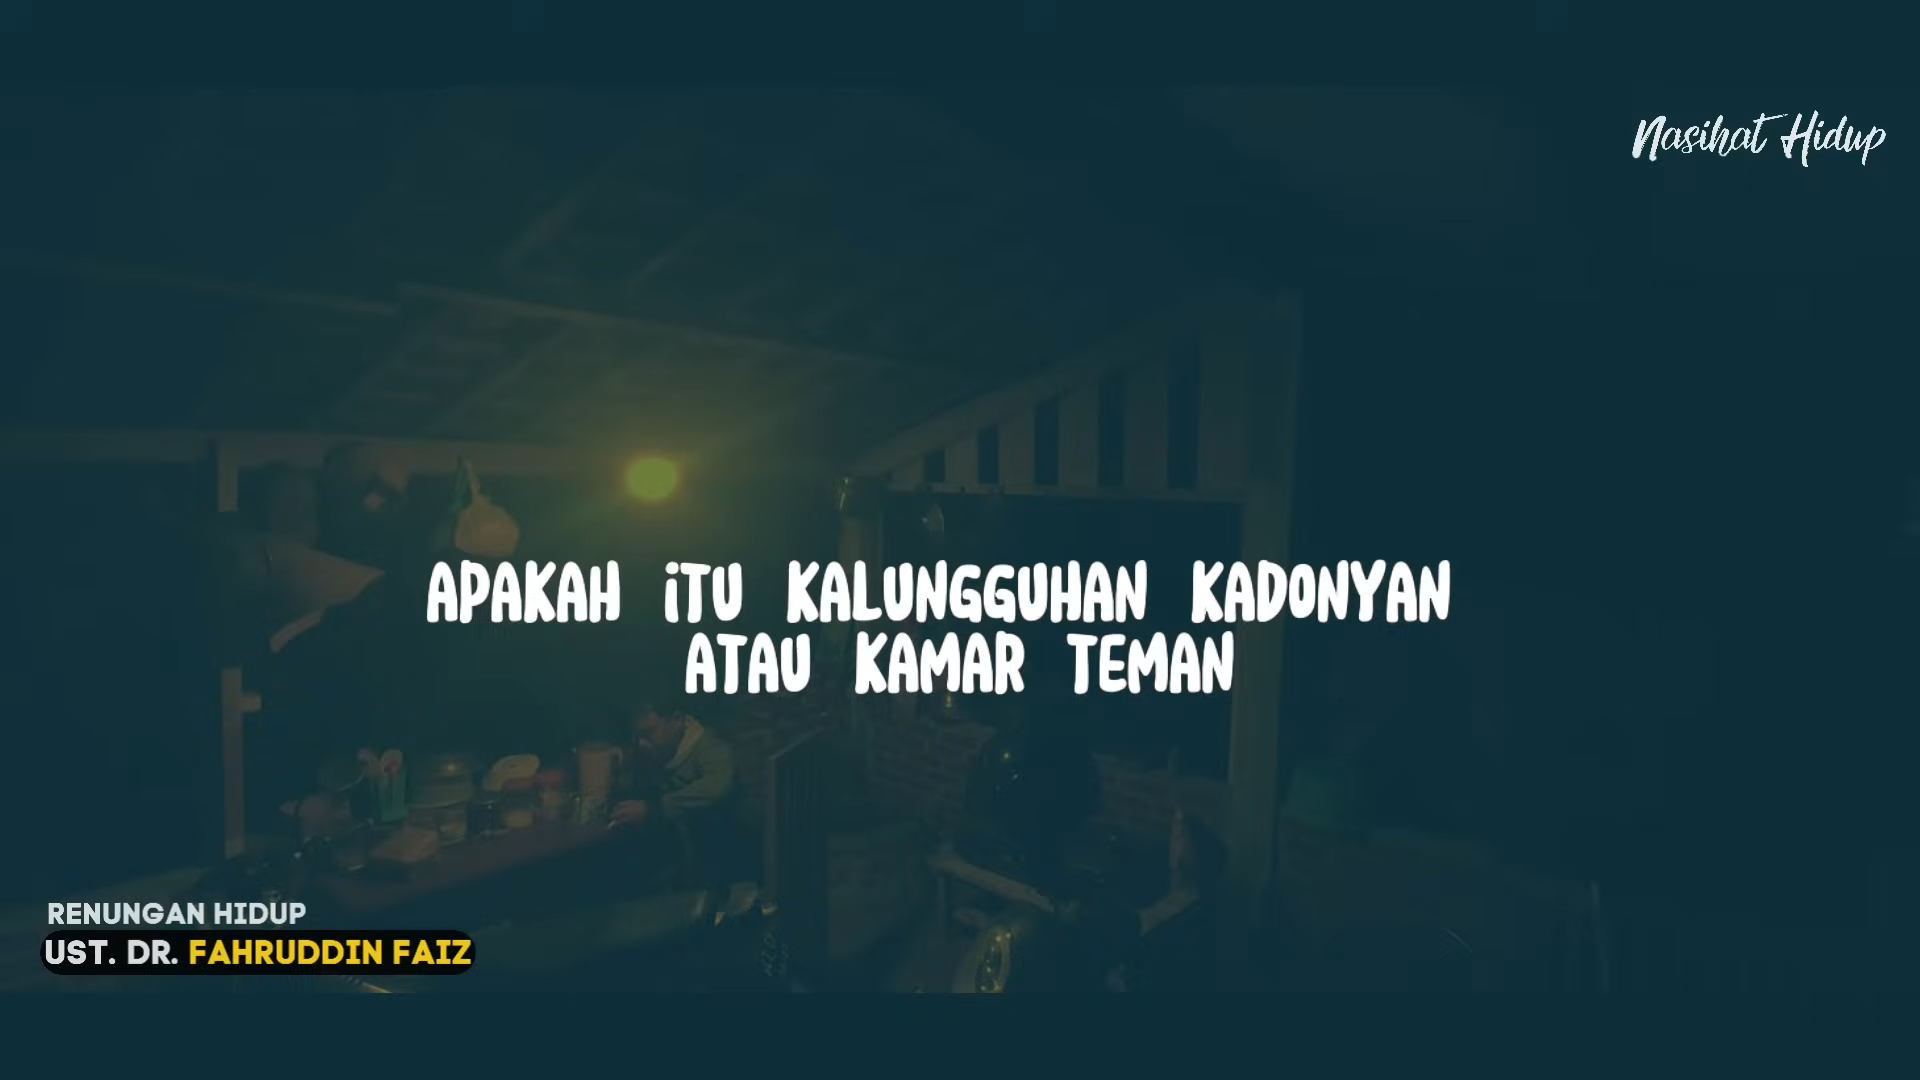 Nasihat Hidup
APAKAH ITU KALUNGGUHAN KADONYAN
ATAU KAMAR TEMAN
RENUNGAN HIDUP
UST. DR. FAHRUDDIN FAIZ